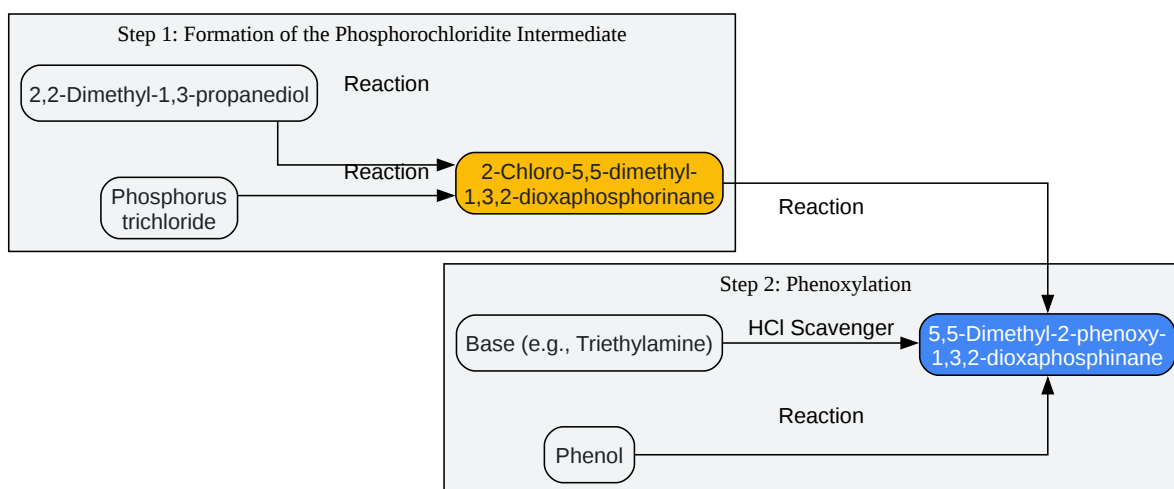 Step 1: Formation of the Phosphorochloridite Intermediate
2,2-Dimethyl-1,3-propanediol
Reaction
Reaction
Phosphorus
trichloride
2-Chloro-5,5-dimethyl-
1,3,2-dioxaphosphorinane
Reaction
Step 2: Phenoxylation
Base (e.g., Triethylamine)
HCl Scavenger
5,5-Dimethyl-2-phenoxy-
1,3,2-dioxaphosphinane
Reaction
Phenol